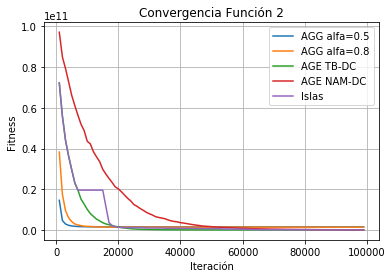 Convergencia Función 2
1e11
1.0
0.8
0.6
0.4
0.2
0.0
Fitness
AGG alfa=0.5
AGG alfa=0.8
AGE TB-DC
AGE NAM-DC
Islas
0
20000
40000
60000
80000
100000
Iteración